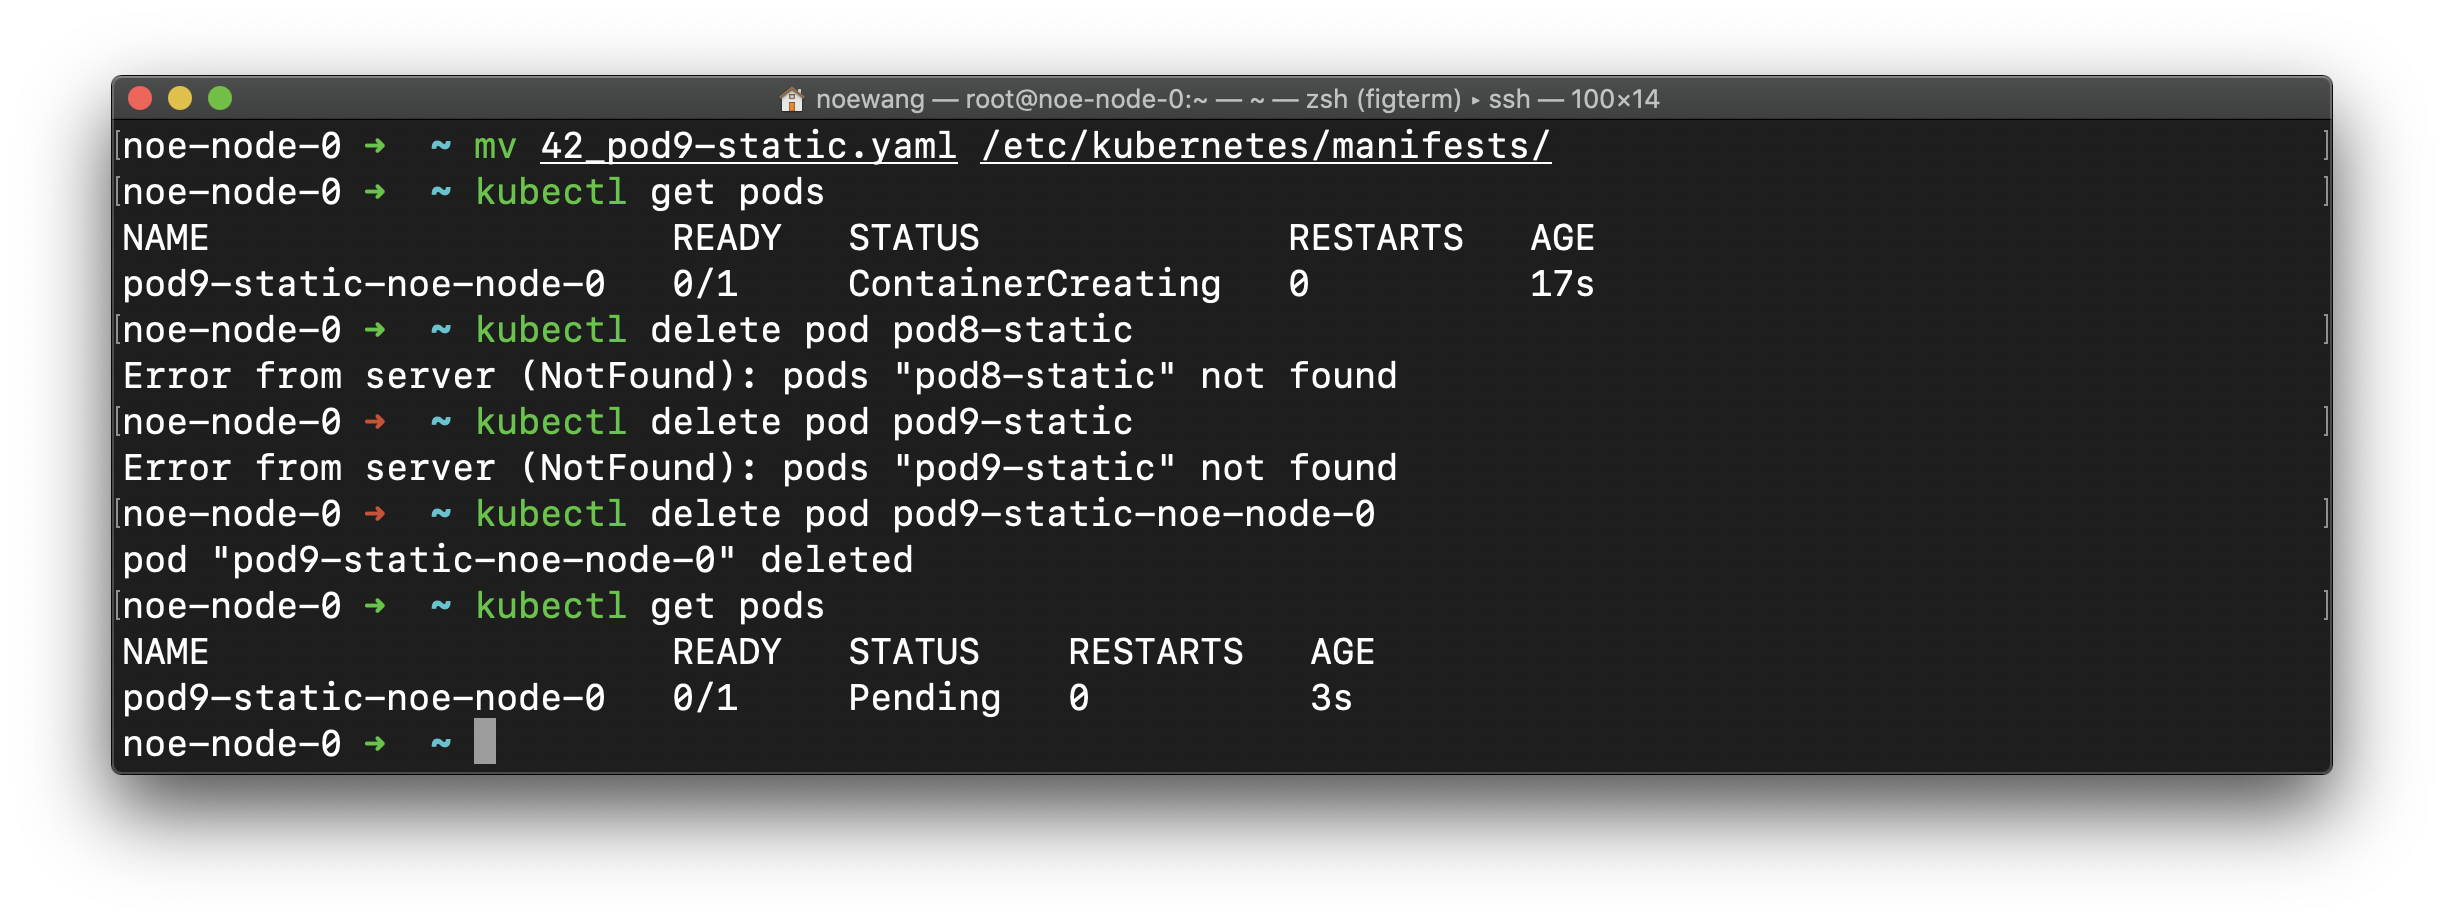 noewang — root@noe-node-0:~ — ~ — zsh (figterm) ▸ ssh — 100×14
[noe-node-0 ➜  ~ mv 42_pod9-static.yaml /etc/kubernetes/manifests/ ]
[noe-node-0 ➜  ~ kubectl get pods ]
NAME                     READY   STATUS              RESTARTS   AGE
pod9-static-noe-node-0   0/1     ContainerCreating   0          17s
[noe-node-0 ➜  ~ kubectl delete pod pod8-static ]
Error from server (NotFound): pods "pod8-static" not found
[noe-node-0 ➜  ~ kubectl delete pod pod9-static ]
Error from server (NotFound): pods "pod9-static" not found
[noe-node-0 ➜  ~ kubectl delete pod pod9-static-noe-node-0 ]
pod "pod9-static-noe-node-0" deleted
[noe-node-0 ➜  ~ kubectl get pods ]
NAME                     READY   STATUS    RESTARTS   AGE
pod9-static-noe-node-0   0/1     Pending   0          3s
noe-node-0 ➜  ~